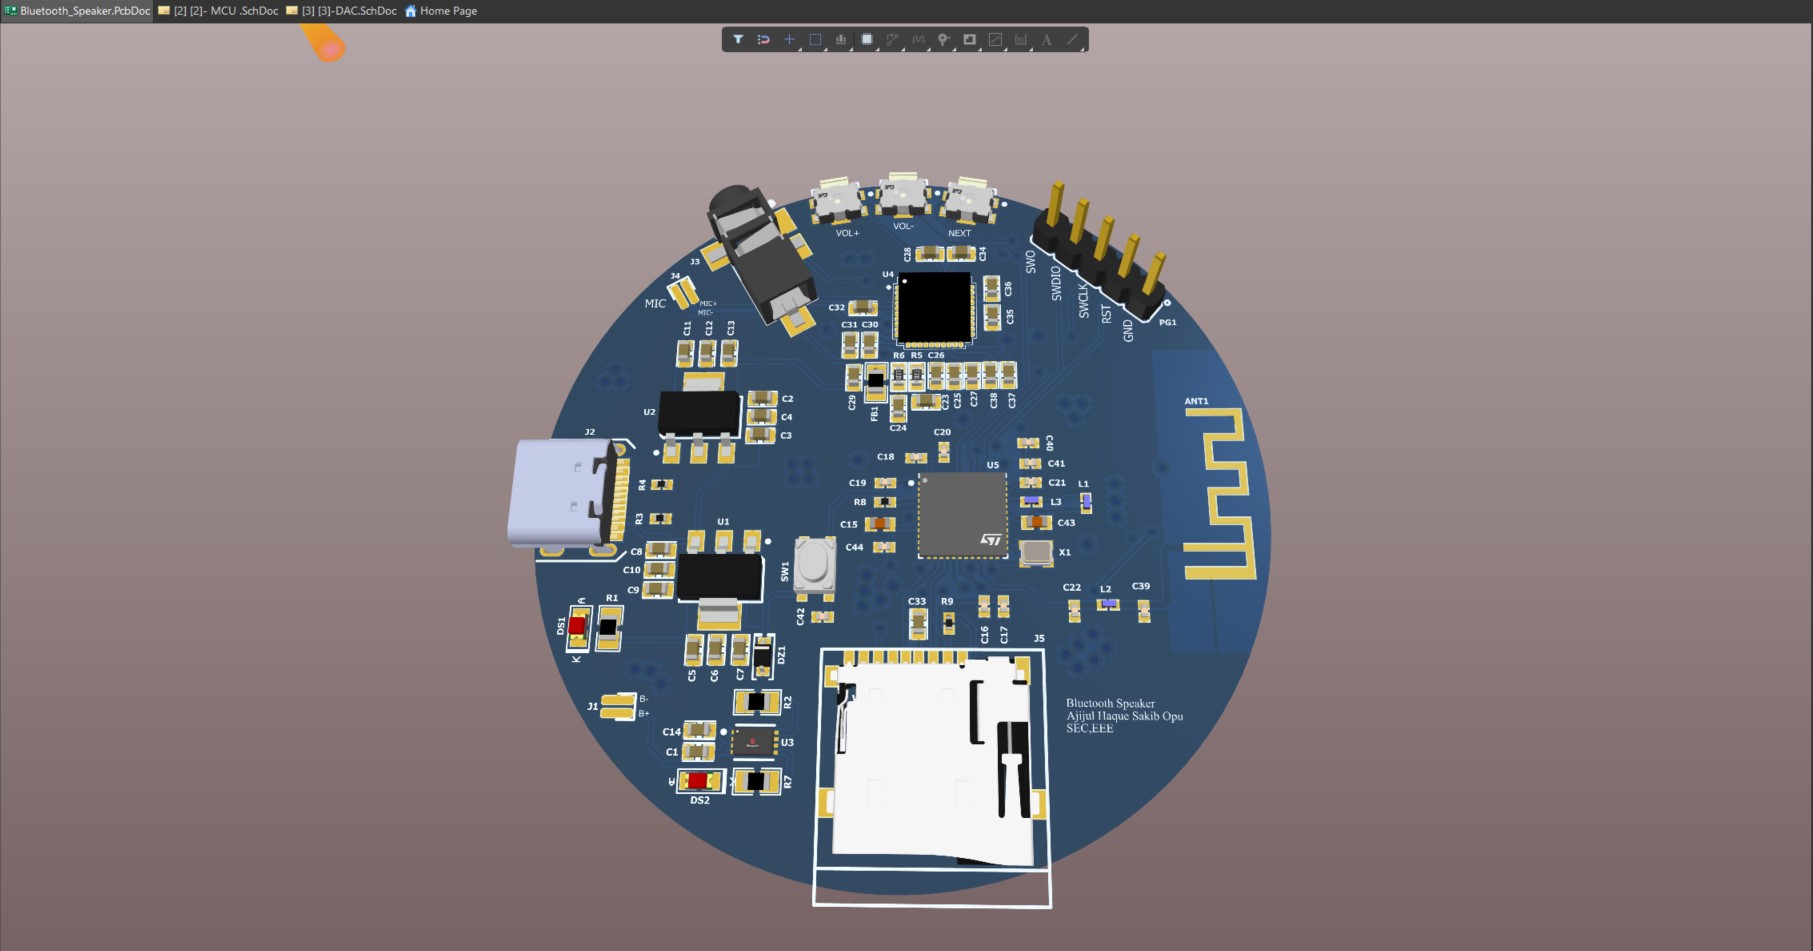 Bluetooth_Speaker.PcbDoc
[2] [2]- MCU .SchDoc
[3] [3]-DAC.SchDoc
Home Page
VOL+
VOL-
NEXT
J3
J4
MIC
MIC+
MIC-
C28
C34
U4
C36
C35
C32
C31 C30
R6 R5 C26
C29
FB1
C24
C23
C25
C27
C38
C37
SWO
SWDIO
SWCLK
RST
GND
PG1
C11
C12
C13
U2
C2
C4
C3
J2
R4
R3
ANT1
C20
C18
U5
C40
C41
C19
C21
L1
R8
L3
C15
C43
C44
X1
ST
U1
C8
C10
C9
SW1
C42
R1
A
DS1
K
C5
C6
C7
DZ1
C33
R9
C16
C17
C22
L2
C39
J5
J1
B-
B+
R2
C14
U3
C1
A
K
R7
DS2
Bluetooth Speaker
Ajijul Haque Sakib Opu
SEC,EEE